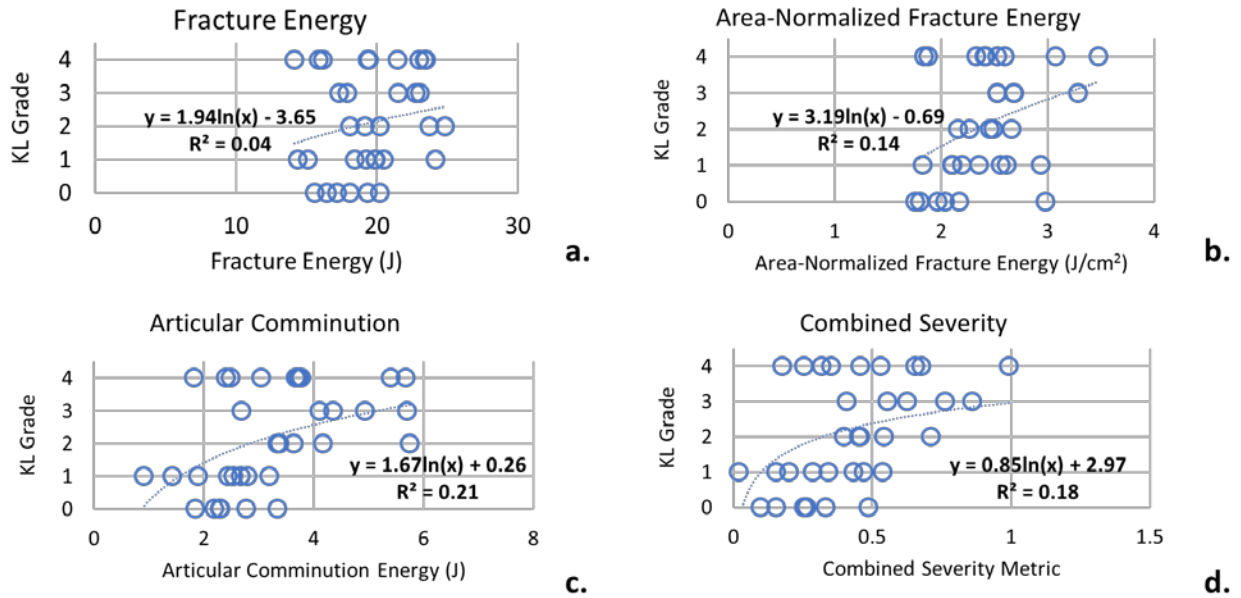 Fracture Energy
KL Grade
4
3
2
1
0
y = 1.94ln(x) - 3.65
R² = 0.04
0
10
20
30
Fracture Energy (J)
a.
Area-Normalized Fracture Energy
KL Grade
4
3
2
1
0
y = 3.19ln(x) - 0.69
R² = 0.14
0
1
2
3
4
Area-Normalized Fracture Energy (J/cm²)
b.
Articular Comminution
KL Grade
4
3
2
1
0
y = 1.67ln(x) + 0.26
R² = 0.21
0
2
4
6
8
Articular Comminution Energy (J)
c.
Combined Severity
KL Grade
4
3
2
1
0
y = 0.85ln(x) + 2.97
R² = 0.18
0
0.5
1
1.5
Combined Severity Metric
d.